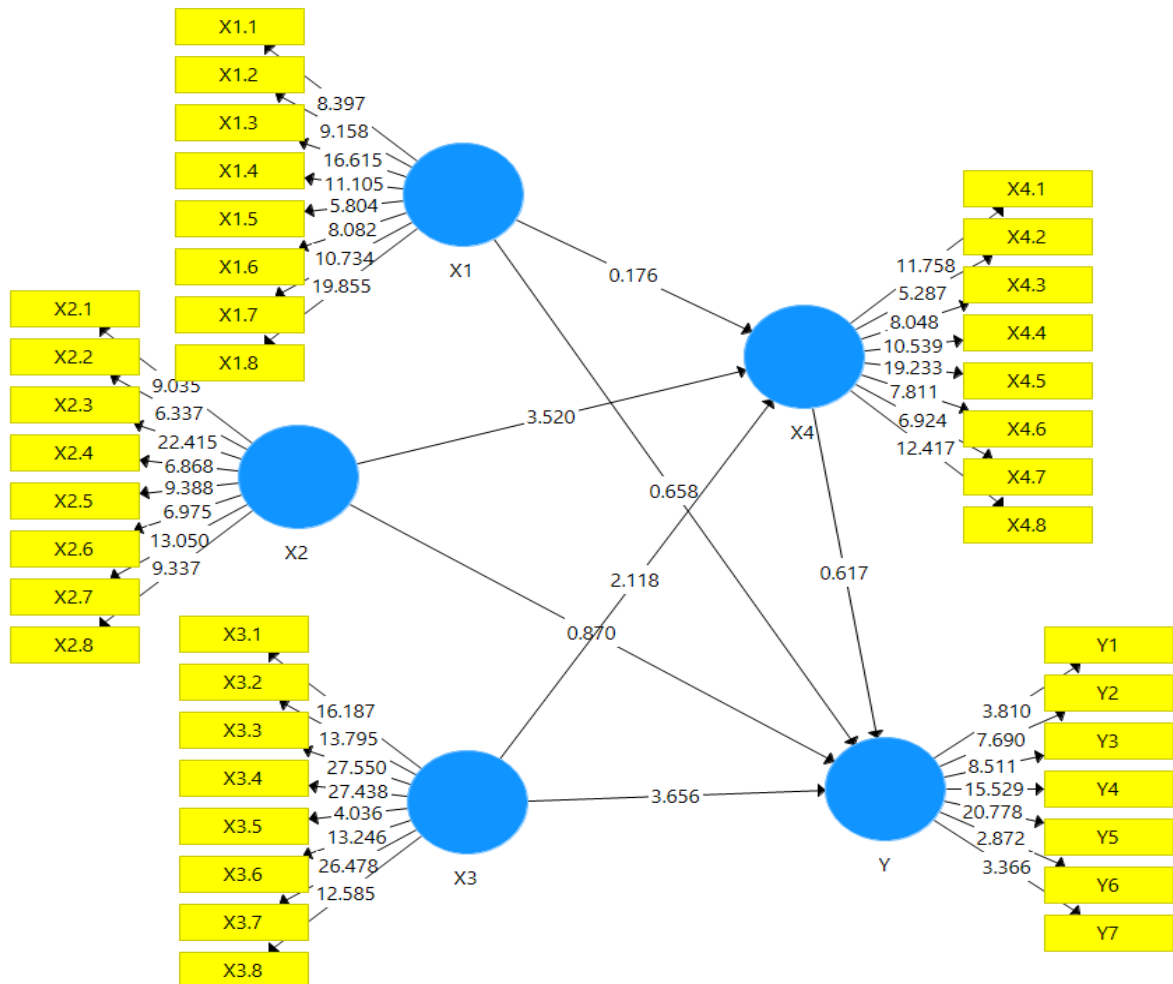 X1.1
X1.2
X1.3
X1.4
X1.5
X1.6
X1.7
X1.8
8.397
9.158
16.615
11.105
5.804
8.082
10.734
19.855
X1
X2.1
X2.2
X2.3
X2.4
X2.5
X2.6
X2.7
X2.8
9.035
6.337
22.415
6.868
9.388
6.975
13.050
9.337
X2
X3.1
X3.2
X3.3
X3.4
X3.5
X3.6
X3.7
X3.8
16.187
13.795
27.550
27.438
4.036
13.246
26.478
12.585
X3
0.176
3.520
0.658
2.118
0.870
0.617
3.656
X4
11.758
5.287
8.048
10.539
19.233
7.811
6.924
12.417
X4.1
X4.2
X4.3
X4.4
X4.5
X4.6
X4.7
X4.8
Y
3.810
7.690
8.511
15.529
20.778
2.872
3.366
Y1
Y2
Y3
Y4
Y5
Y6
Y7